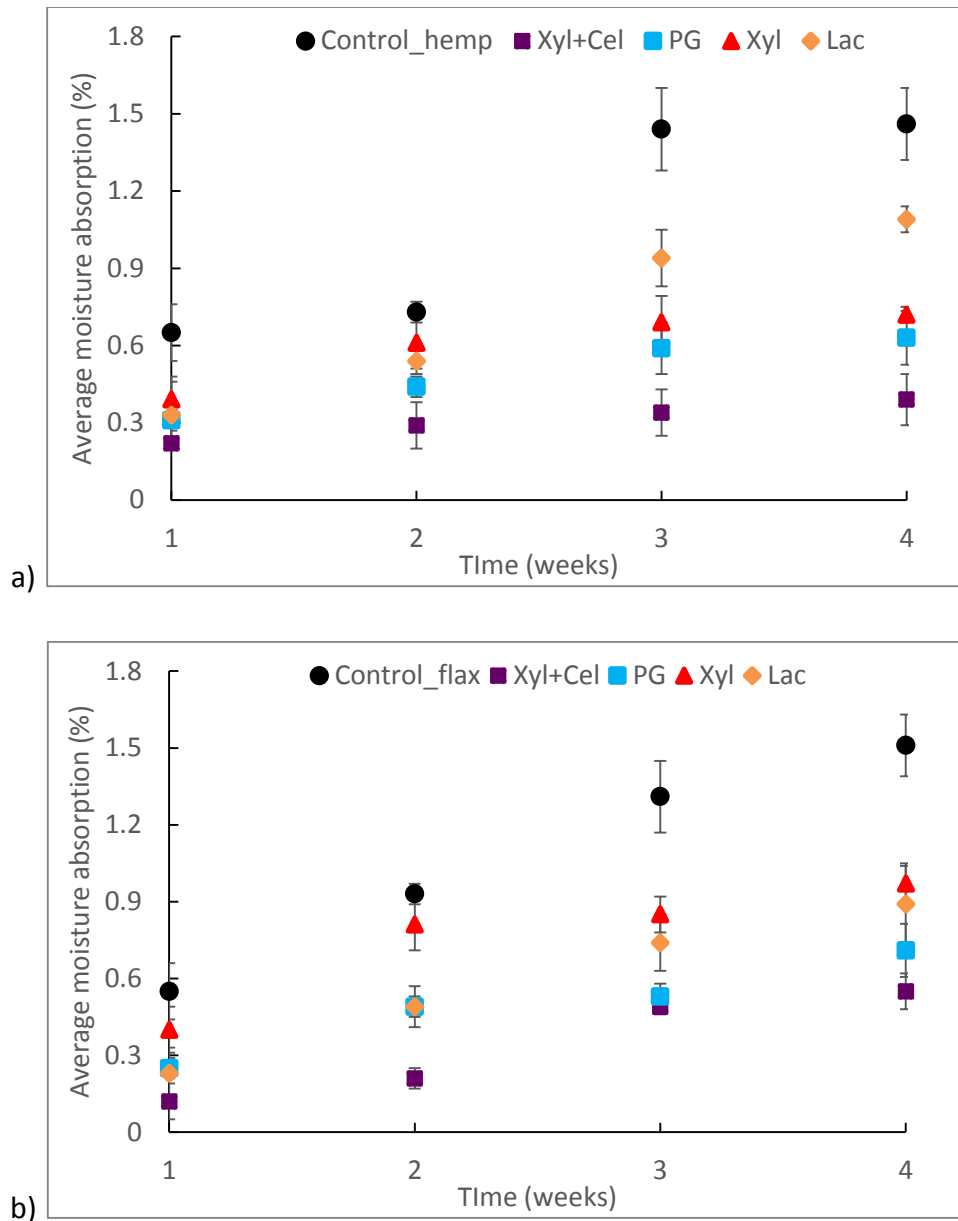 1.8
Control_hemp Xyl+Cel PG Xyl Lac
1.5
1.2
0.9
0.6
0.3
0
Average moisture absorption (%)
1 2 3 4
TIme (weeks)
a)
1.8
Control_flax Xyl+Cel PG Xyl Lac
1.5
1.2
0.9
0.6
0.3
0
Average moisture absorption (%)
1 2 3 4
TIme (weeks)
b)